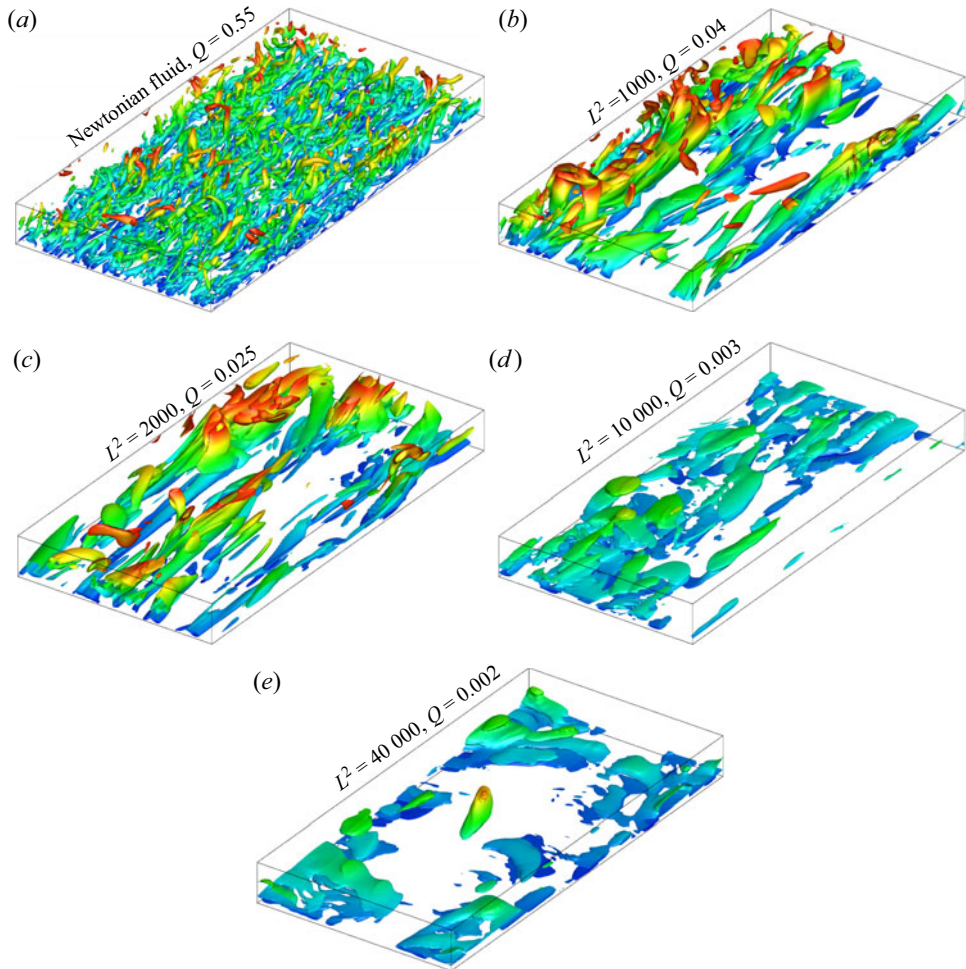 (a)
Newtonian fluid, Q = 0.55
(b)
L² =1000, Q = 0.04
(c)
L² = 2000, Q = 0.025
(d)
L² = 10 000, Q = 0.003
(e)
L² = 40 000, Q = 0.002